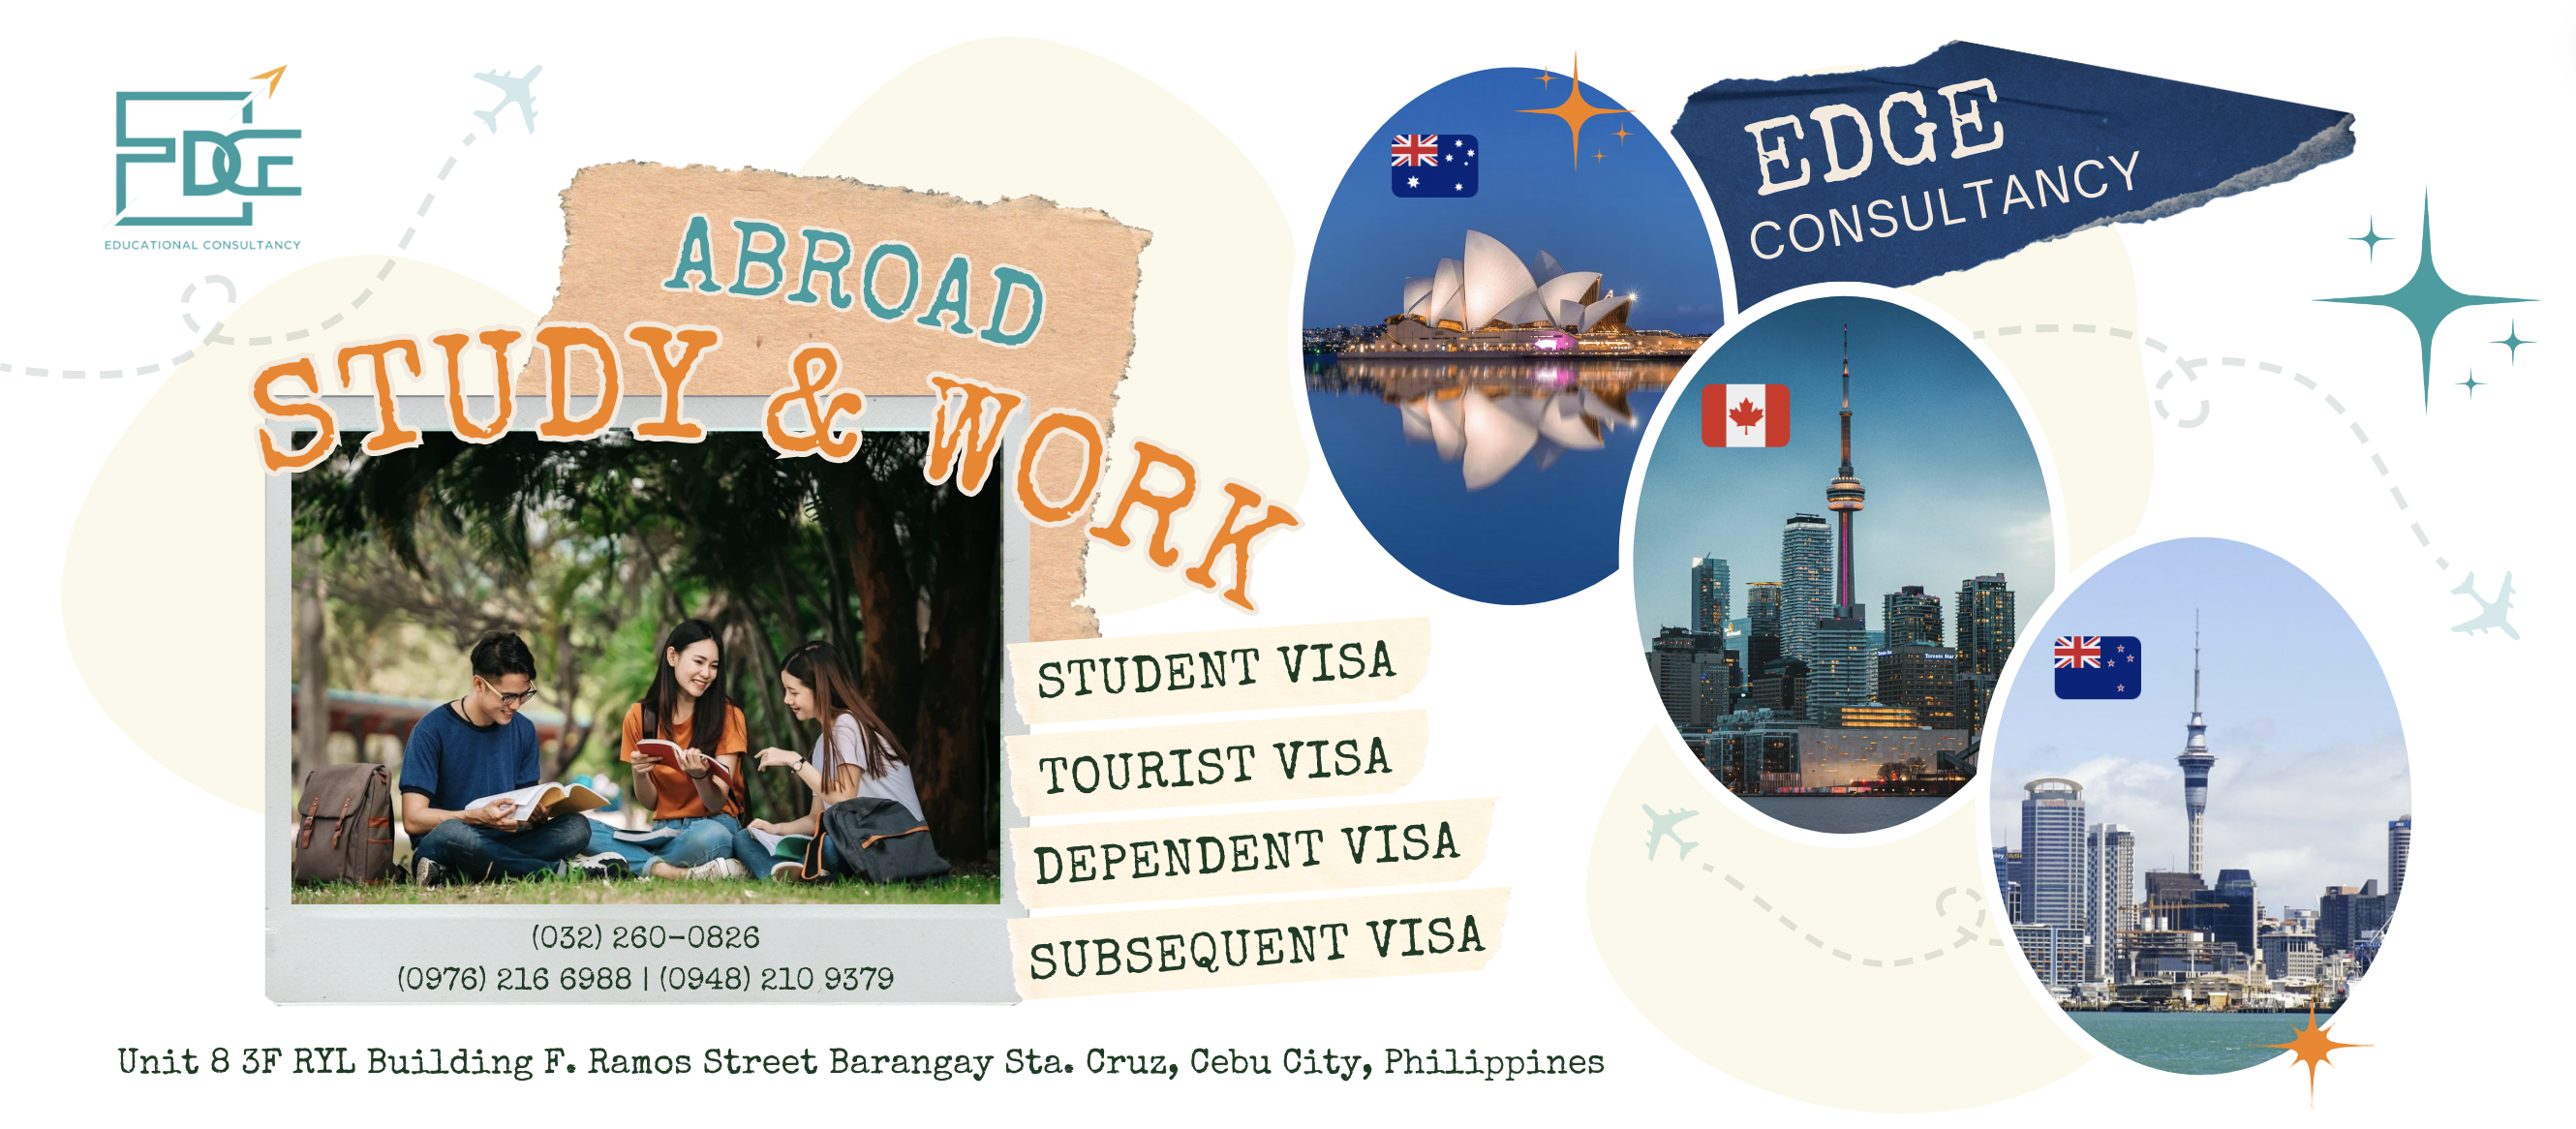 EDGE
EDUCATIONAL CONSULTANCY
ABROAD
STUDY & WORK
EDGE
CONSULTANCY
STUDENT VISA
TOURIST VISA
DEPENDENT VISA
SUBSEQUENT VISA
(032) 260-0826
(0976) 216 6988 | (0948) 210 9379
Unit 8 3F RYL Building F. Ramos Street Barangay Sta. Cruz, Cebu City, Philippines